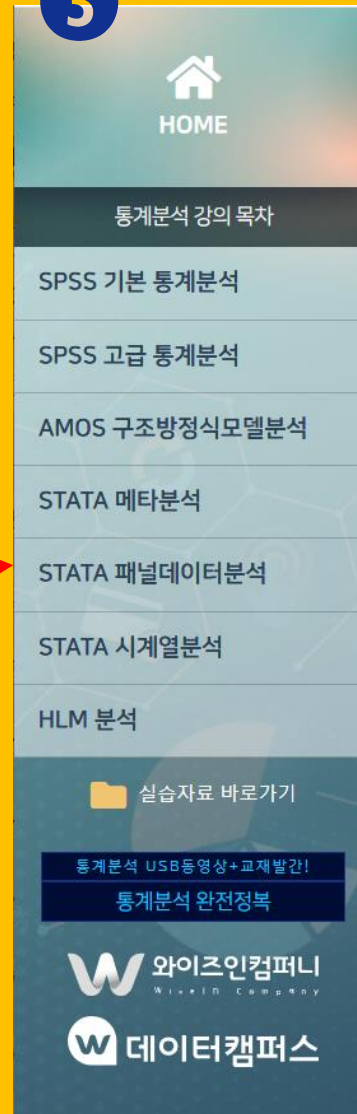 3
HOME
통계분석 강의 목차
SPSS 기본 통계분석
SPSS 고급 통계분석
AMOS 구조방정식모델분석
STATA 메타분석
STATA 패널데이터분석
STATA 시계열분석
HLM 분석
실습자료 바로가기
통계분석 USB동영상+교재발간!
통계분석 완전정복
와이즈인컴퍼니
WiseIn Company
데이터캠퍼스